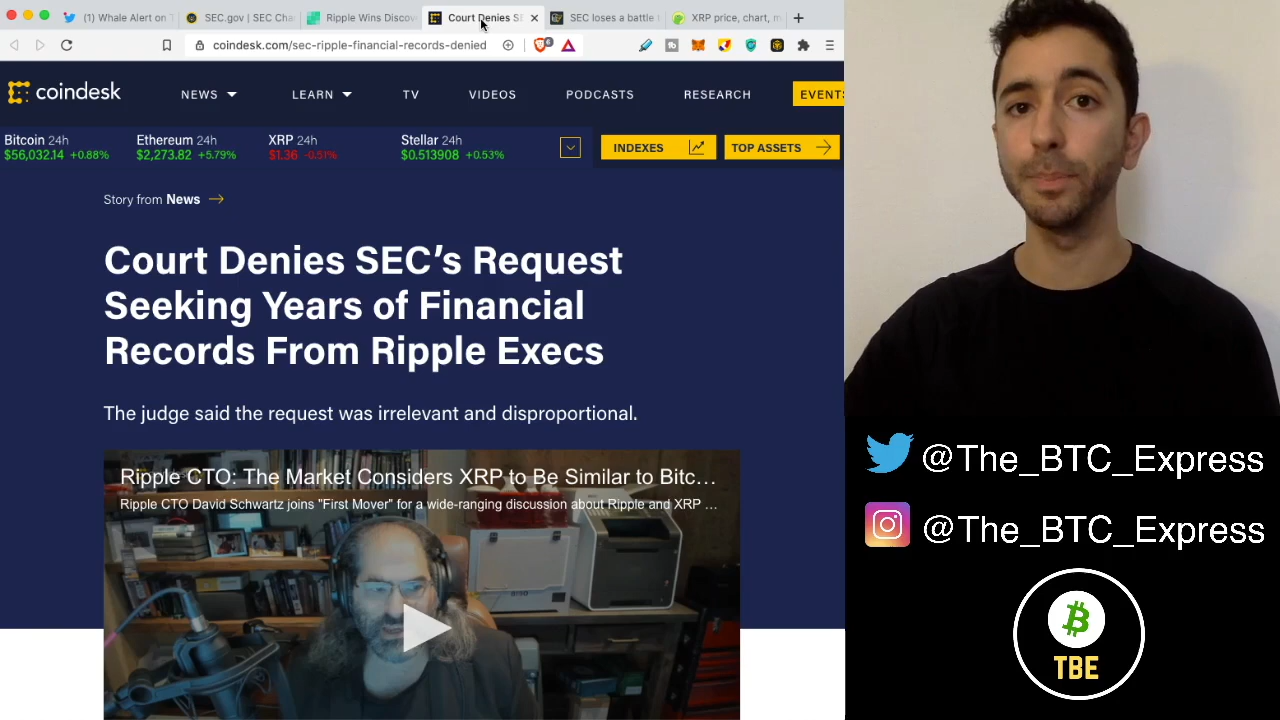 (1) Whale Alert on T
SEC.gov | SEC Cha
Ripple Wins Discov
Court Denies SE
SEC loses a battle
XRP price, chart, m
coindesk.com/sec-ripple-financial-records-denied
6
coindesk
NEWS
LEARN
TV
VIDEOS
PODCASTS
RESEARCH
EVENTS
Bitcoin 24h
$56,032.14 +0.88%
Ethereum 24h
$2,273.82 +5.79%
XRP 24h
$1.36 -0.51%
Stellar 24h
$0.513908 +0.53%
INDEXES
TOP ASSETS
Story from News
Court Denies SEC’s Request
Seeking Years of Financial
Records From Ripple Execs
The judge said the request was irrelevant and disproportional.
Ripple CTO: The Market Considers XRP to Be Similar to Bitc...
Ripple CTO David Schwartz joins "First Mover" for a wide-ranging discussion about Ripple and XRP ...
@The_BTC_Express
@The_BTC_Express
TBE